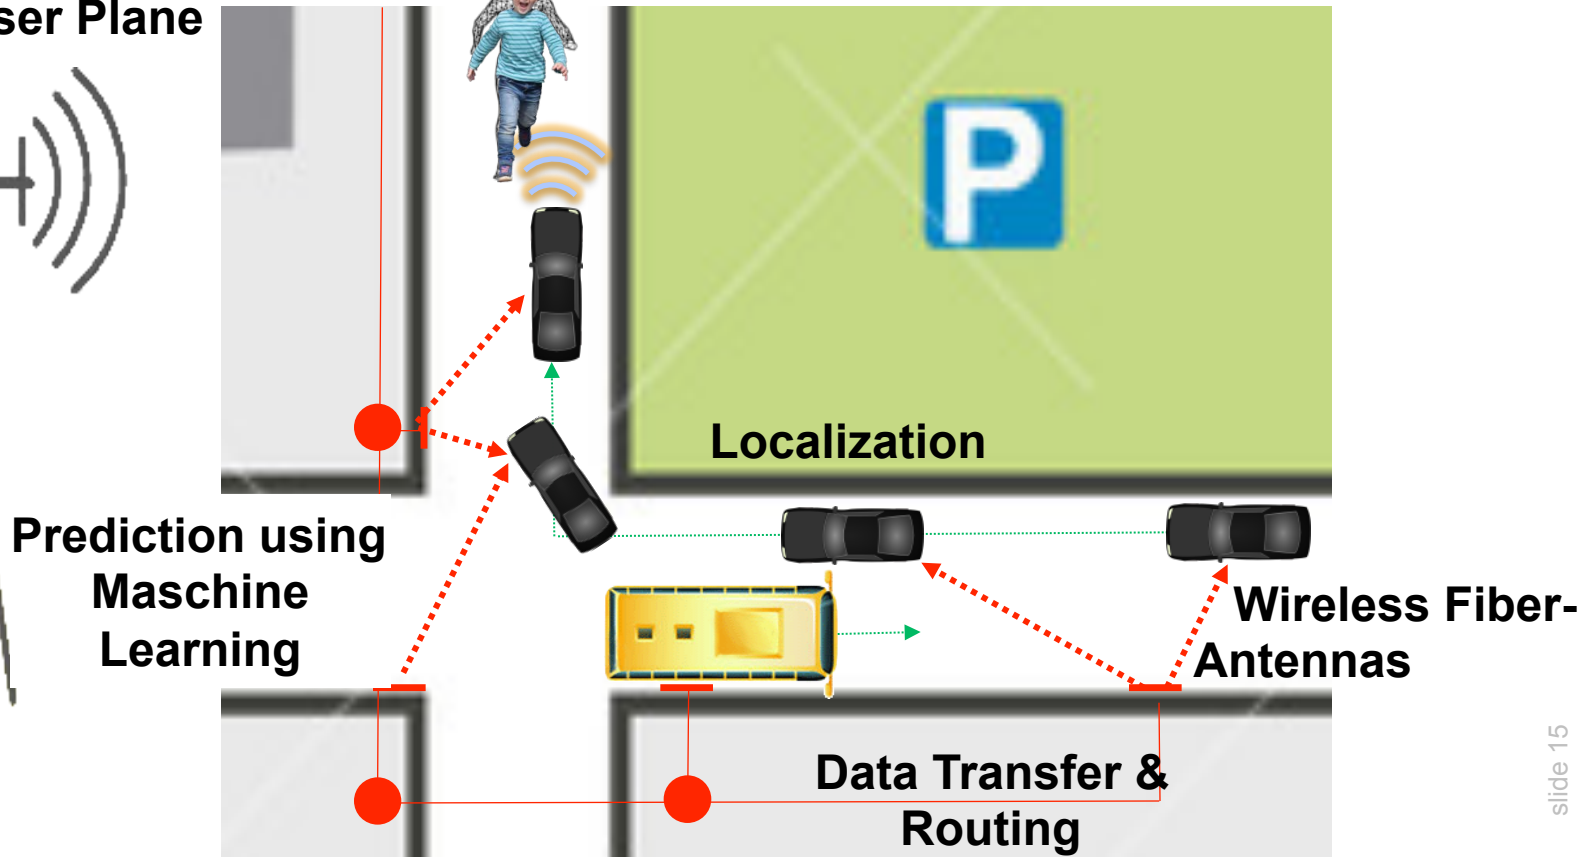 ser Plane
P
Localization
Prediction using
Maschine
Learning
Wireless Fiber-
Antennas
Data Transfer &
Routing
slide 15